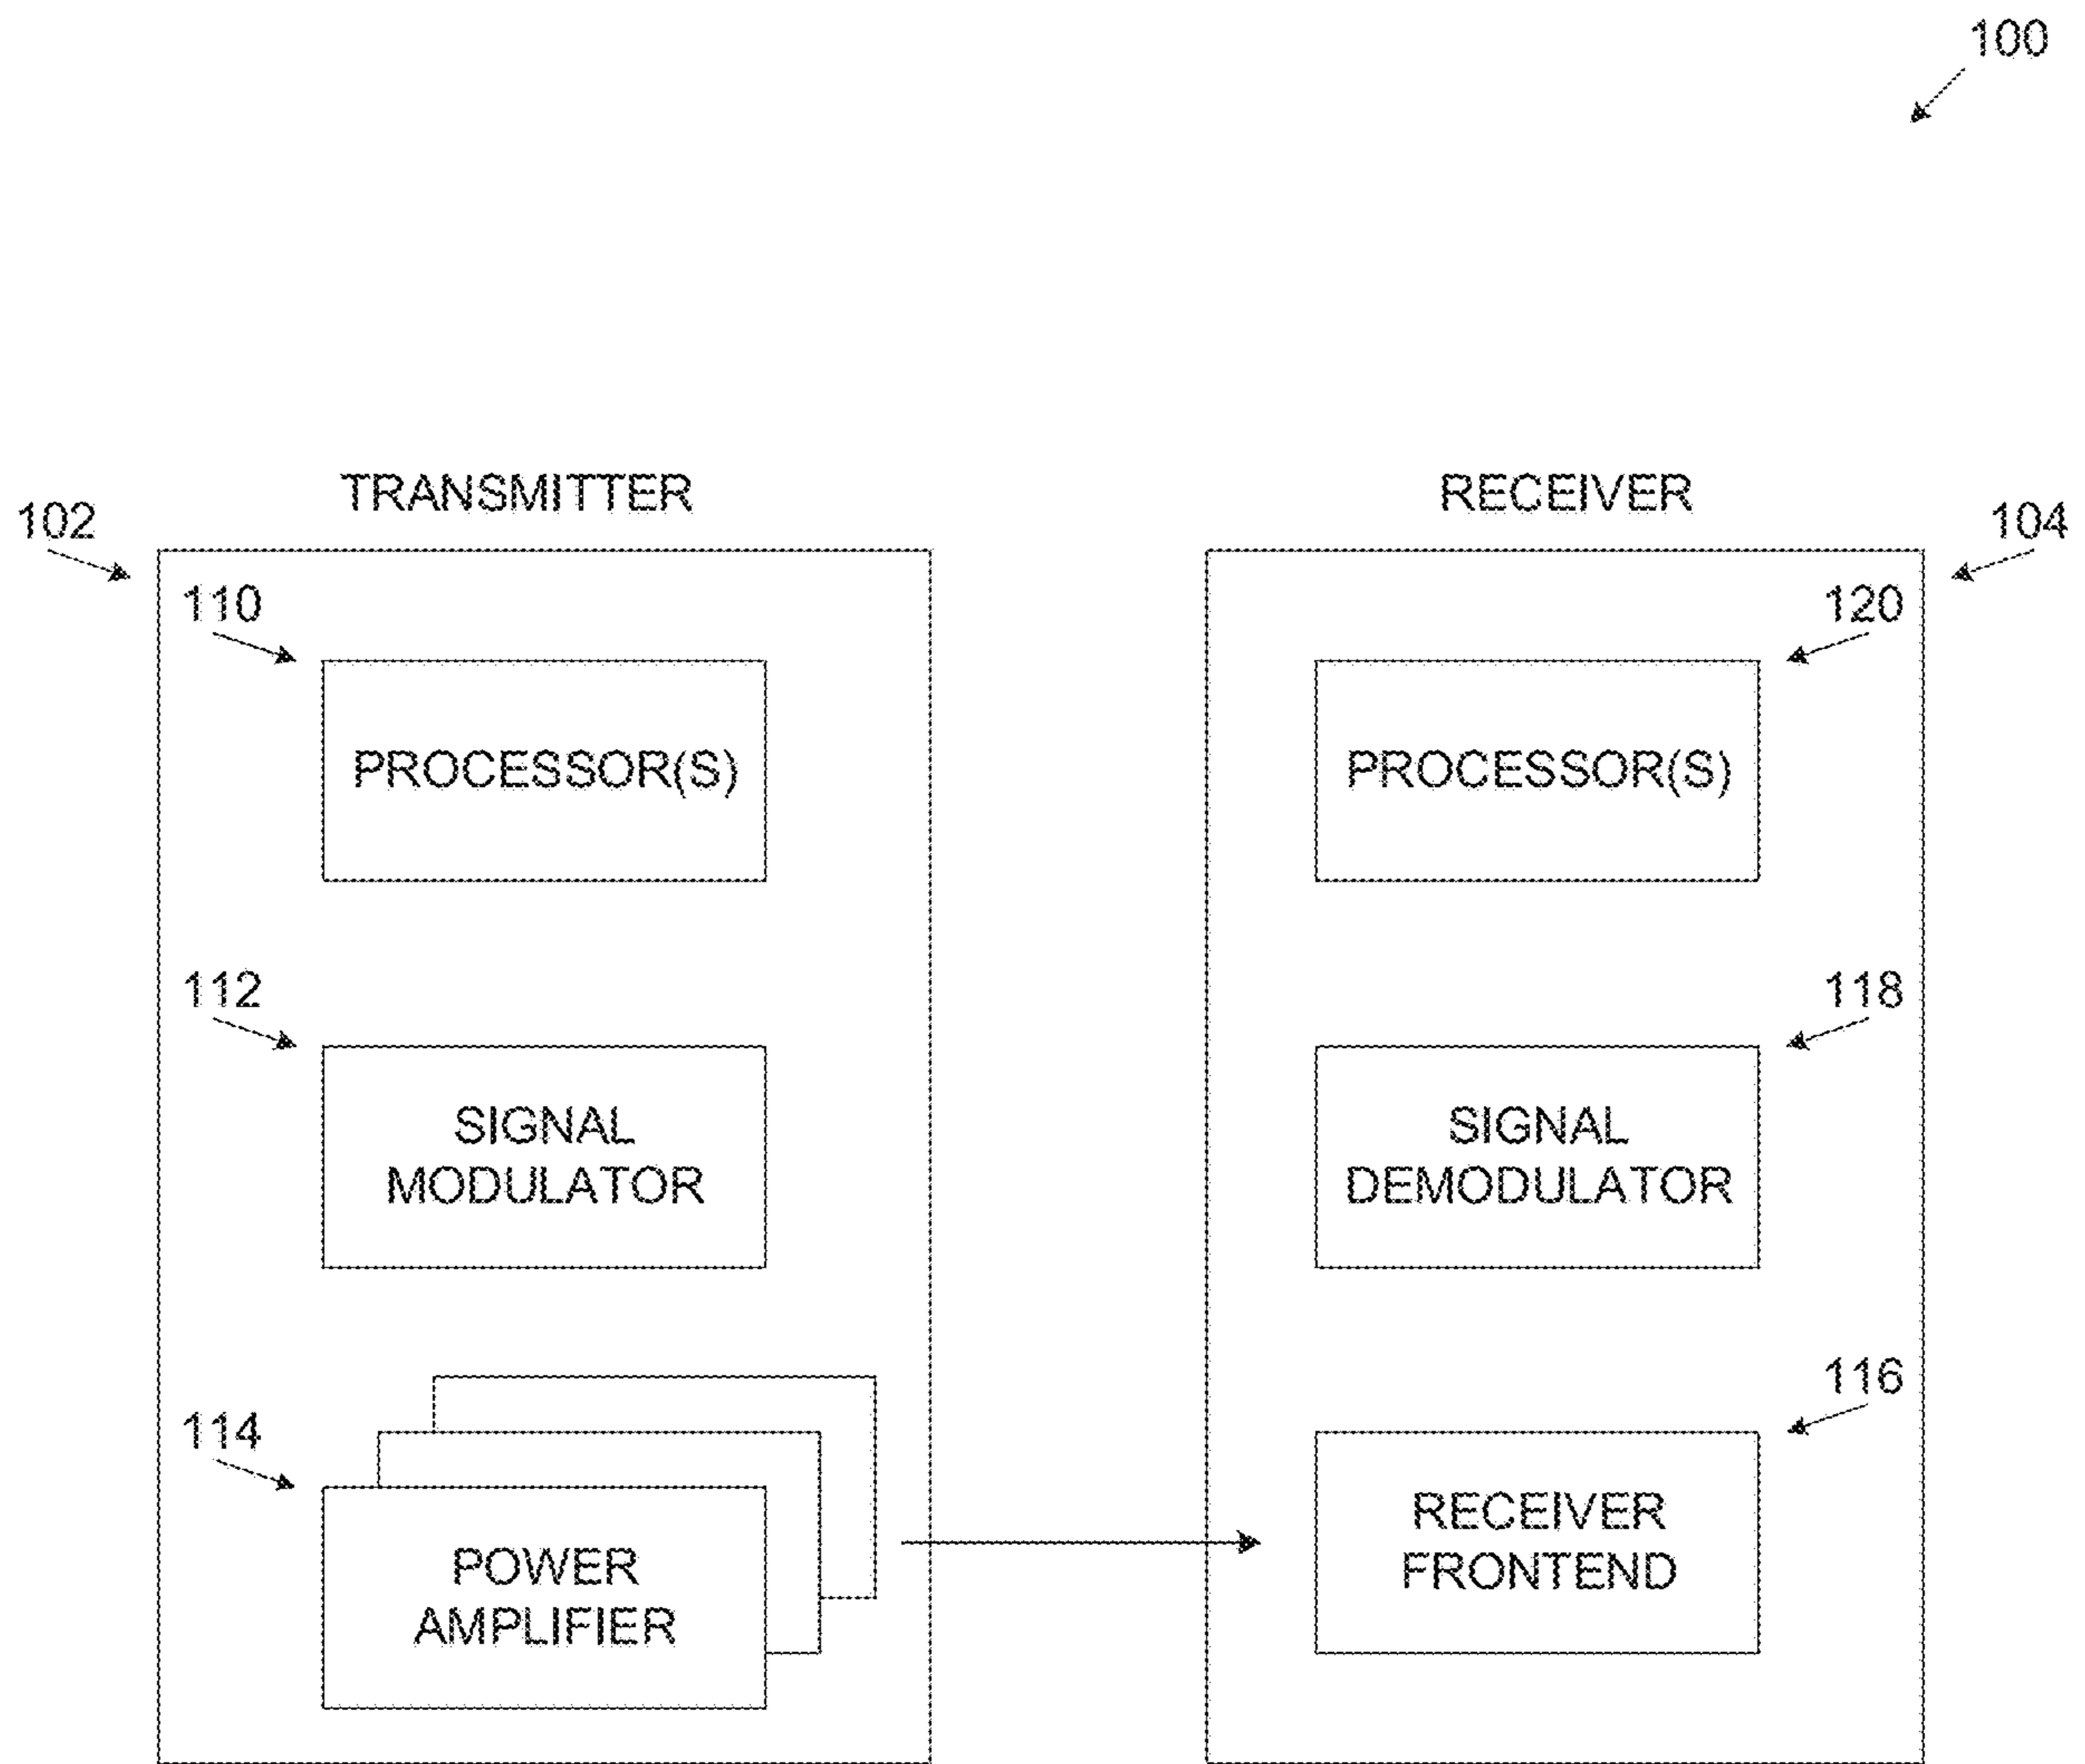 100
TRANSMITTER
RECEIVER
102
104
110
120
PROCESSOR(S)
PROCESSOR(S)
112
118
SIGNAL
MODULATOR
SIGNAL
DEMODULATOR
114
116
POWER
AMPLIFIER
RECEIVER
FRONTEND